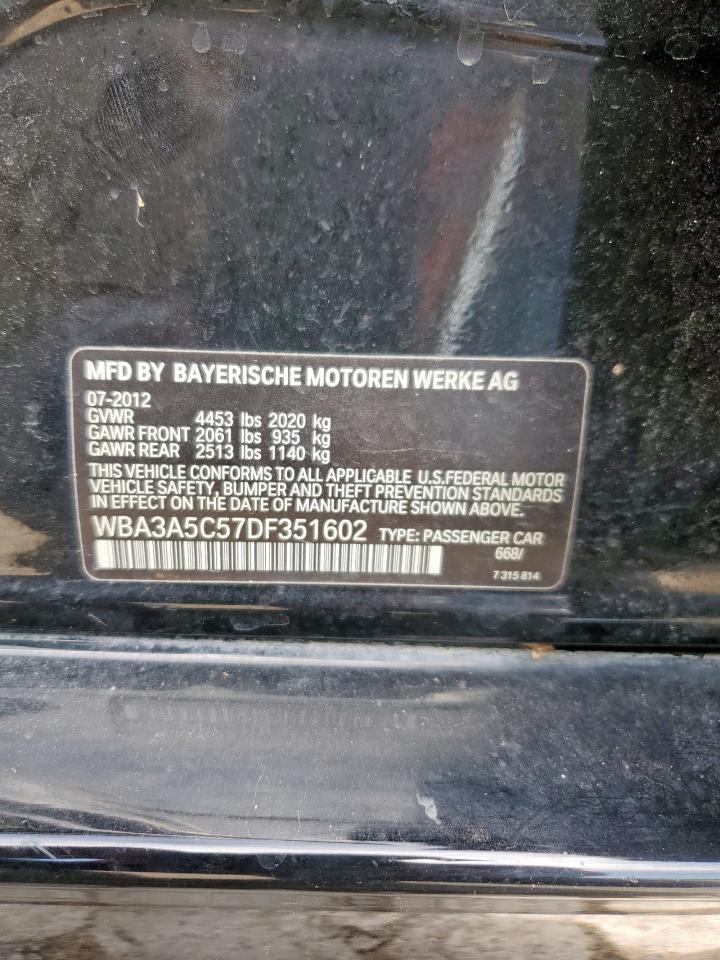 MFD BY BAYERISCHE MOTOREN WERKE AG
07-2012
GVWR 4453 lbs 2020 kg
GAWR FRONT 2061 lbs 935 kg
GAWR REAR 2513 lbs 1140 kg
THIS VEHICLE CONFORMS TO ALL APPLICABLE U.S.FEDERAL MOTOR
VEHICLE SAFETY, BUMPER AND THEFT PREVENTION STANDARDS
IN EFFECT ON THE DATE OF MANUFACTURE SHOWN ABOVE.
WBA3A5C57DF351602 TYPE: PASSENGER CAR
668/
7 315 814